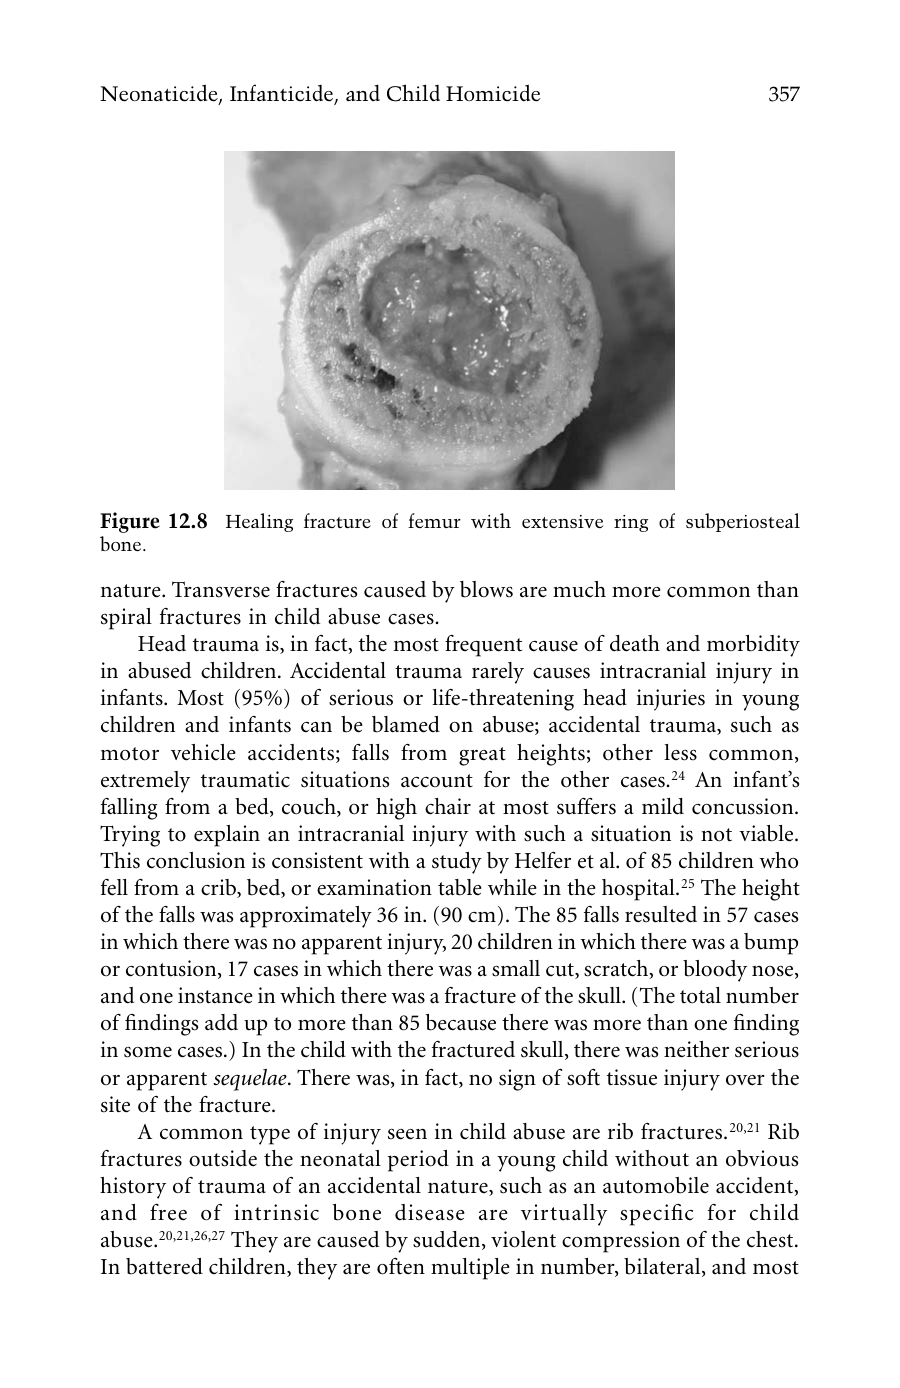 Neonaticide, Infanticide, and Child Homicide 357
Figure 12.8 Healing fracture of femur with extensive ring of subperiosteal
bone.
nature. Transverse fractures caused by blows are much more common than
spiral fractures in child abuse cases.
Head trauma is, in fact, the most frequent cause of death and morbidity
in abused children. Accidental trauma rarely causes intracranial injury in
infants. Most (95%) of serious or life-threatening head injuries in young
children and infants can be blamed on abuse; accidental trauma, such as
motor vehicle accidents; falls from great heights; other less common,
extremely traumatic situations account for the other cases.24 An infant’s
falling from a bed, couch, or high chair at most suffers a mild concussion.
Trying to explain an intracranial injury with such a situation is not viable.
This conclusion is consistent with a study by Helfer et al. of 85 children who
fell from a crib, bed, or examination table while in the hospital.25 The height
of the falls was approximately 36 in. (90 cm). The 85 falls resulted in 57 cases
in which there was no apparent injury, 20 children in which there was a bump
or contusion, 17 cases in which there was a small cut, scratch, or bloody nose,
and one instance in which there was a fracture of the skull. (The total number
of findings add up to more than 85 because there was more than one finding
in some cases.) In the child with the fractured skull, there was neither serious
or apparent sequelae. There was, in fact, no sign of soft tissue injury over the
site of the fracture.
A common type of injury seen in child abuse are rib fractures.20,21 Rib
fractures outside the neonatal period in a young child without an obvious
history of trauma of an accidental nature, such as an automobile accident,
and free of intrinsic bone disease are virtually specific for child
abuse.20,21,26,27 They are caused by sudden, violent compression of the chest.
In battered children, they are often multiple in number, bilateral, and most